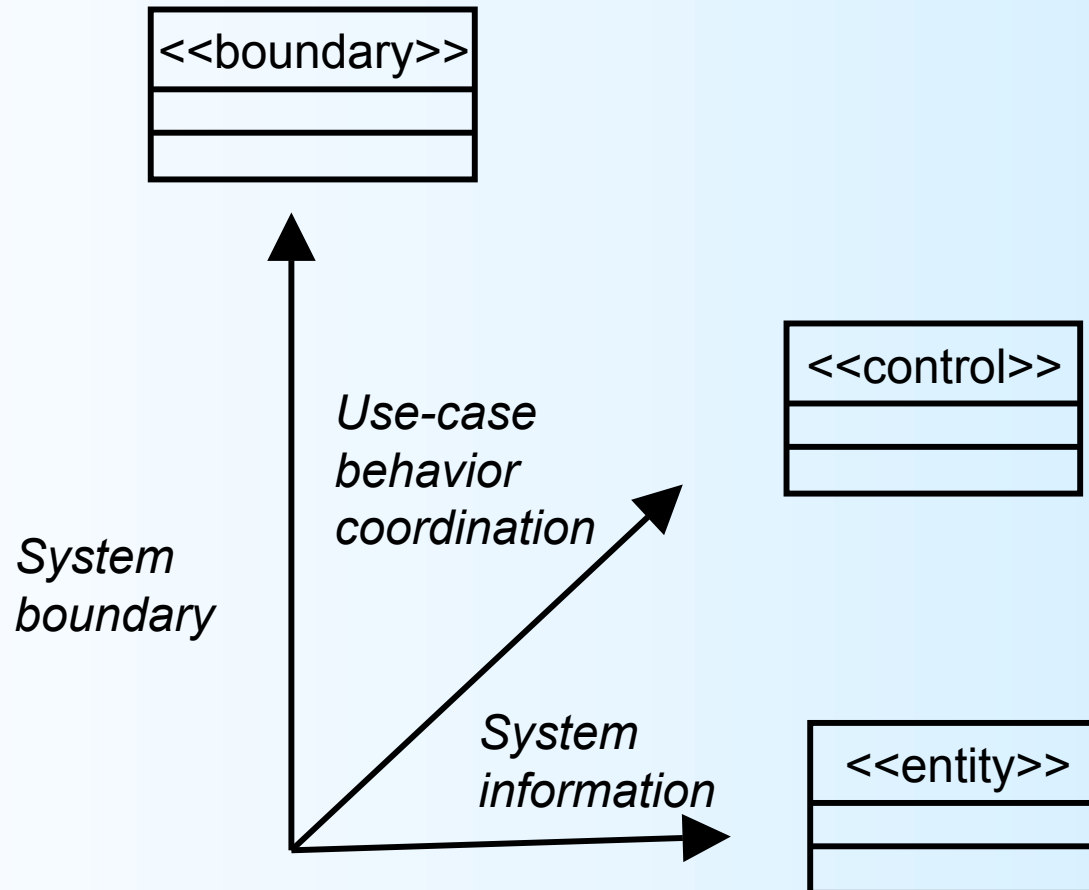 <<boundary>>
<<control>>
Use-case
behavior
coordination
System
boundary
System
information
<<entity>>